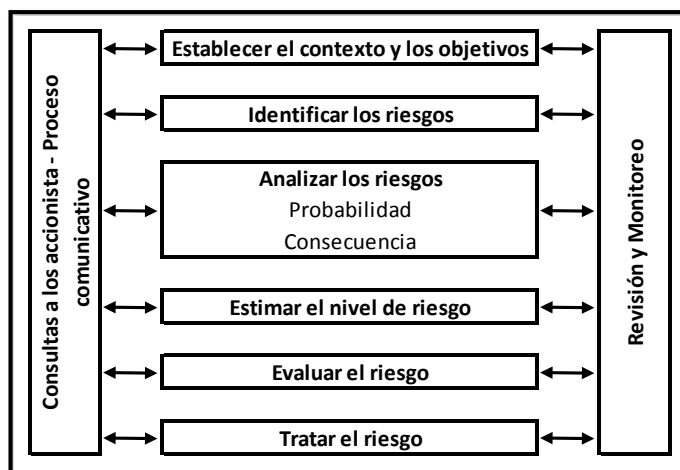 Consultas a los accionista - Proceso
comunicativo
Establecer el contexto y los objetivos
Identificar los riesgos
Analizar los riesgos
Probabilidad
Consecuencia
Estimar el nivel de riesgo
Evaluar el riesgo
Tratar el riesgo
Revisión y Monitoreo